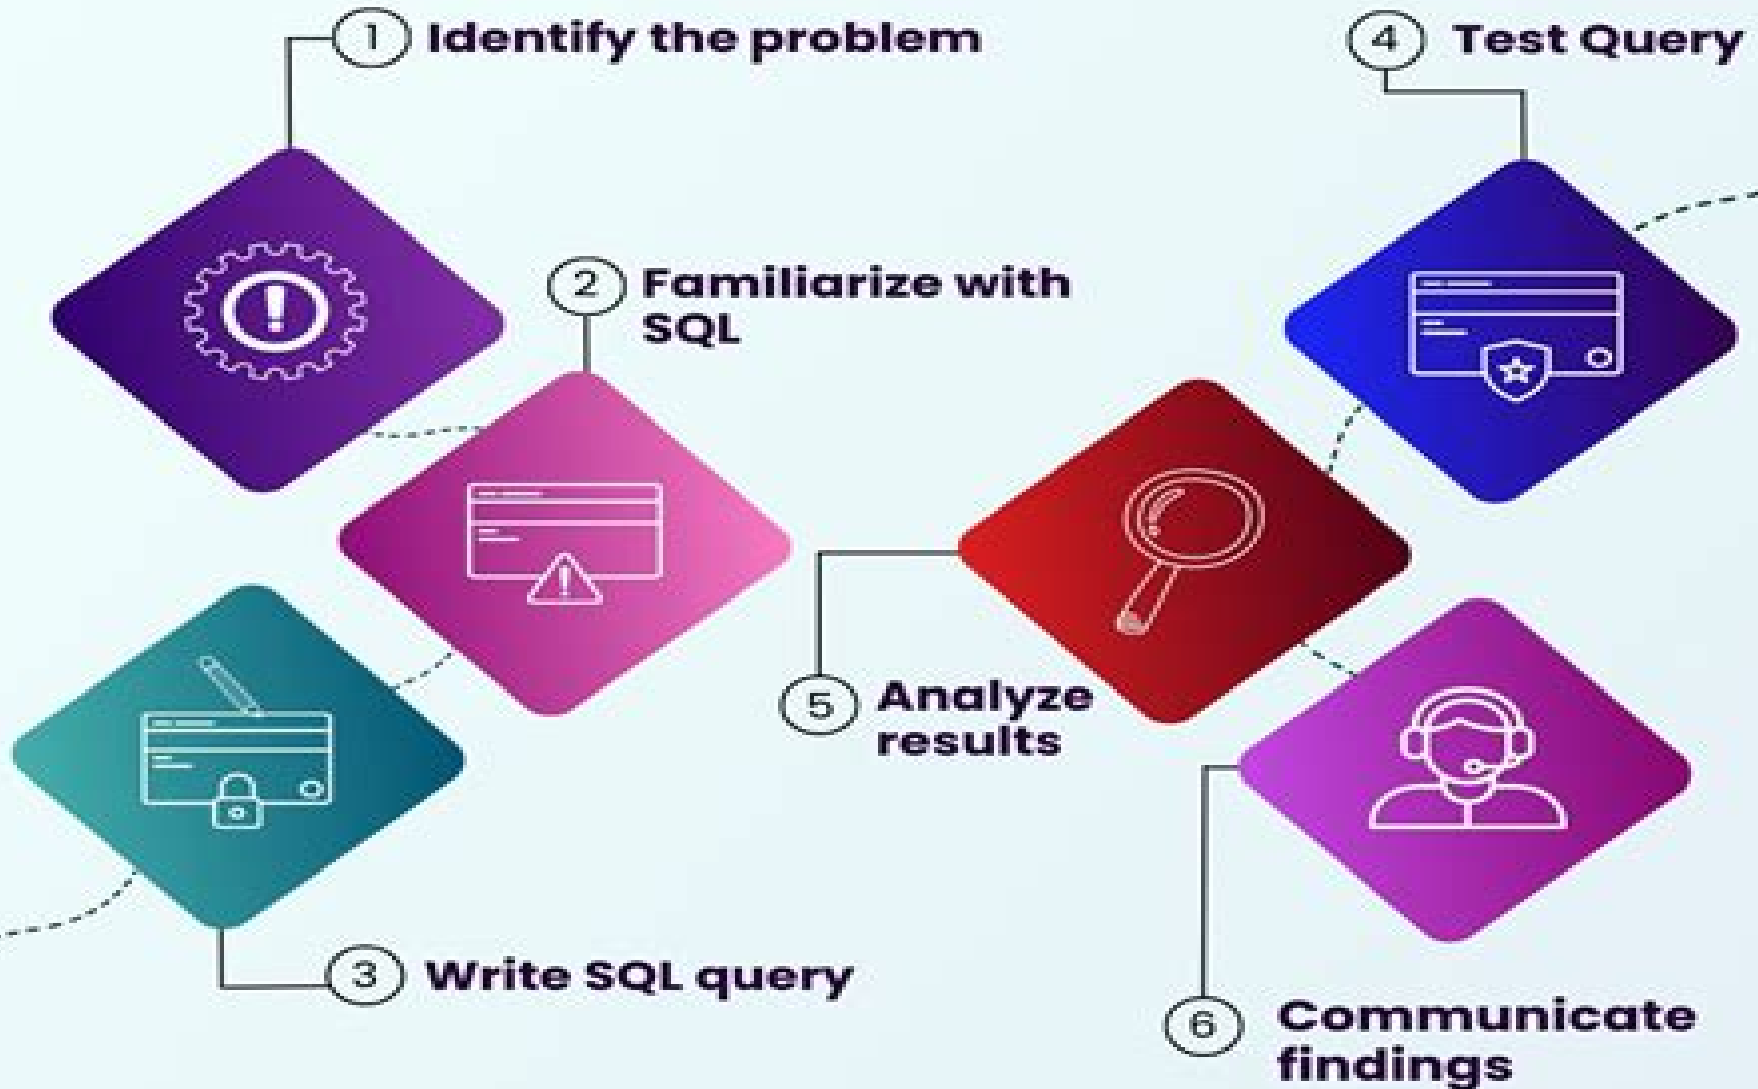 1 Identify the problem
2 Familiarize with
SQL
3 Write SQL query
4 Test Query
5 Analyze
results
6 Communicate
findings